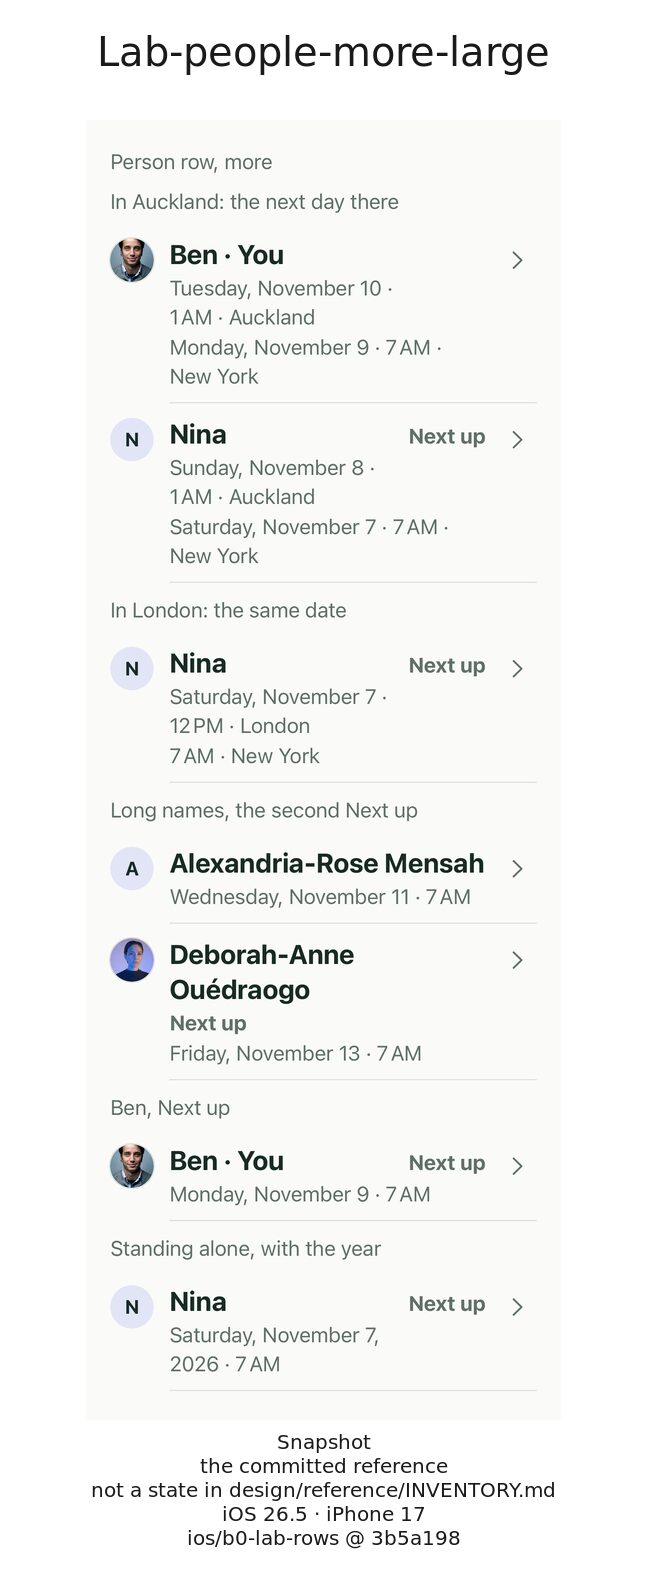 Lab-people-more-large
Person row, more
In Auckland: the next day there
Ben · You
Tuesday, November 10 ·
1 AM · Auckland
Monday, November 9 · 7 AM ·
New York
N
Nina
Next up
Sunday, November 8 ·
1 AM · Auckland
Saturday, November 7 · 7 AM ·
New York
In London: the same date
N
Nina
Next up
Saturday, November 7 ·
12 PM · London
7 AM · New York
Long names, the second Next up
A
Alexandria-Rose Mensah
Wednesday, November 11 · 7 AM
Deborah-Anne
Ouédraogo
Next up
Friday, November 13 · 7 AM
Ben, Next up
Ben · You
Next up
Monday, November 9 · 7 AM
Standing alone, with the year
N
Nina
Next up
Saturday, November 7,
2026 · 7 AM
Snapshot
the committed reference
not a state in design/reference/INVENTORY.md
iOS 26.5 · iPhone 17
ios/b0-lab-rows @ 3b5a198